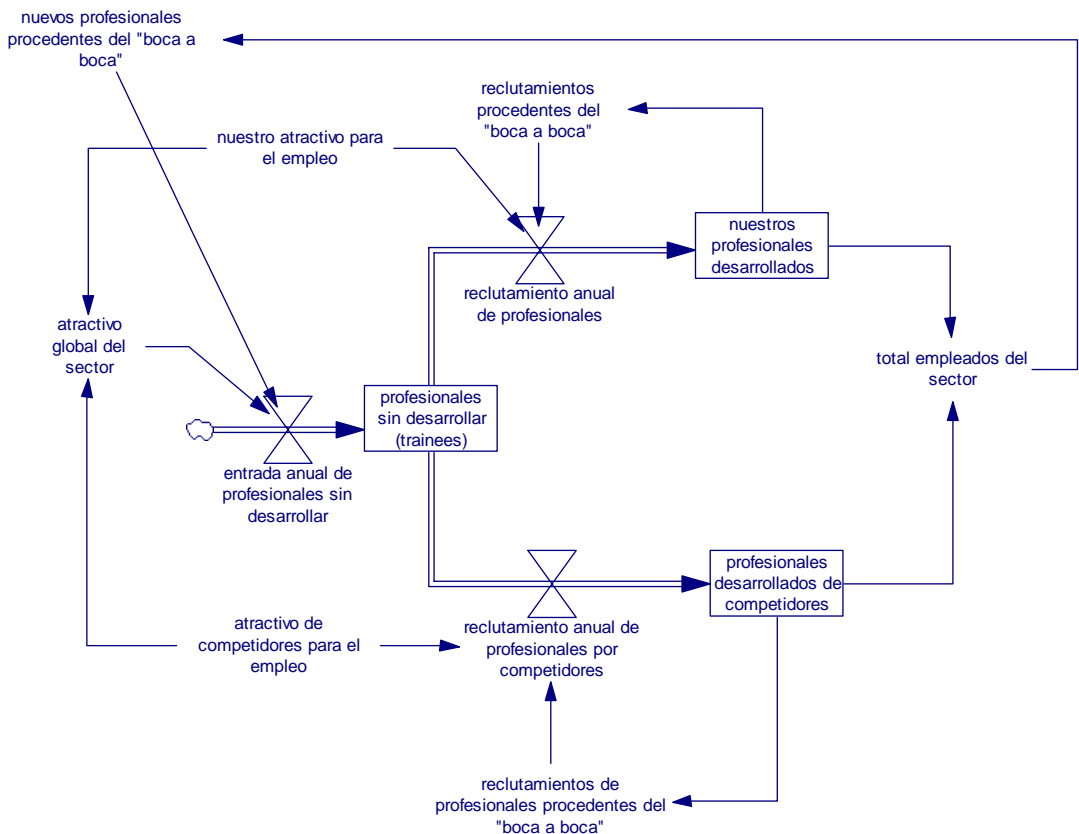 nuevos profesionales
procedentes del "boca a
boca"
reclutamientos
procedentes del
"boca a boca"
nuestro atractivo para
el empleo
nuestros
profesionales
desarrollados
reclutamiento anual
de profesionales
atractivo
global del
sector
total empleados del
sector
profesionales
sin desarrollar
(trainees)
entrada anual de
profesionales sin
desarrollar
profesionales
desarrollados de
competidores
atractivo de
competidores para el
empleo
reclutamiento anual de
profesionales por
competidores
reclutamientos de
profesionales procedentes del
"boca a boca"